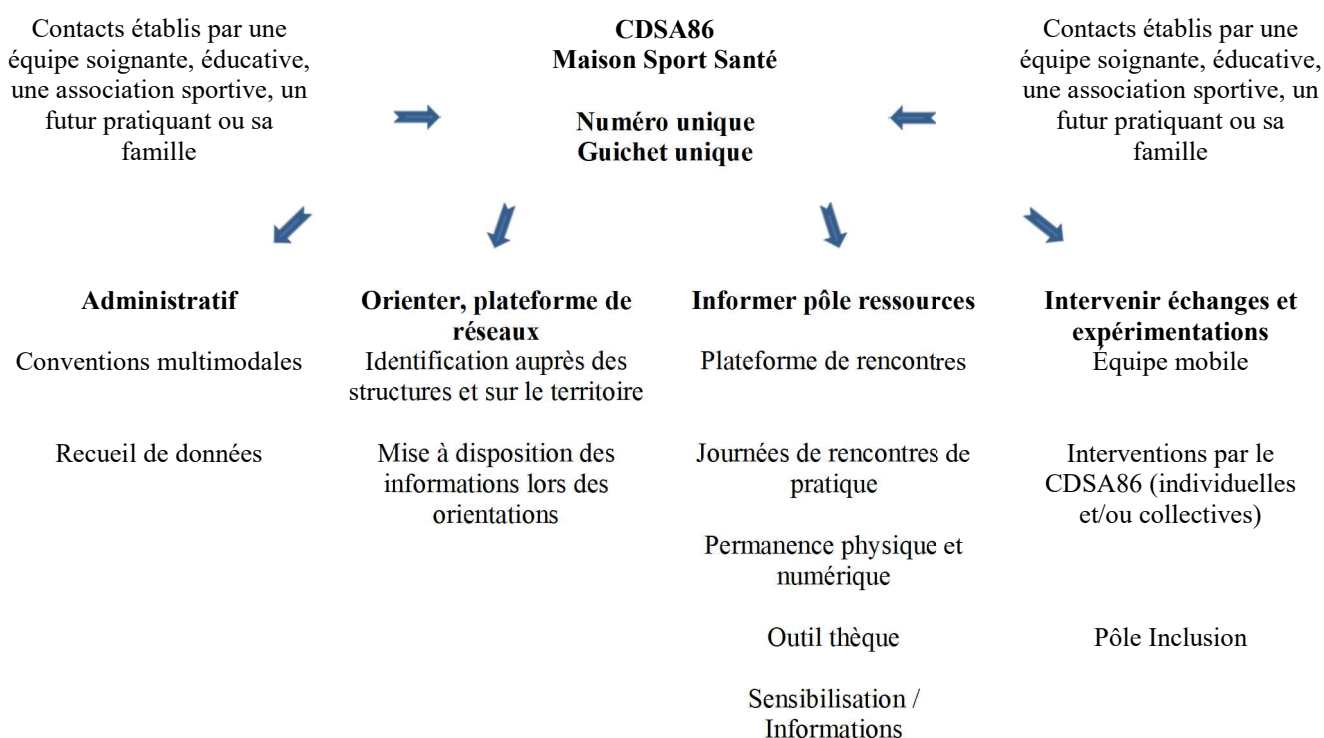 Contacts établis par une
équipe soignante, éducative,
une association sportive, un
futur pratiquant ou sa
famille
CDSA86
Maison Sport Santé
Numéro unique
Guichet unique
Contacts établis par une
équipe soignante, éducative,
une association sportive, un
futur pratiquant ou sa
famille
Administratif
Conventions multimodales
Recueil de données
Orienter, plateforme de
réseaux
Identification auprès des
structures et sur le territoire
Mise à disposition des
informations lors des
orientations
Informer pôle ressources
Plateforme de rencontres
Journées de rencontres de
pratique
Permanence physique et
numérique
Outil thèque
Sensibilisation /
Informations
Intervenir échanges et
expérimentations
Équipe mobile
Interventions par le
CDSA86 (individuelles
et/ou collectives)
Pôle Inclusion